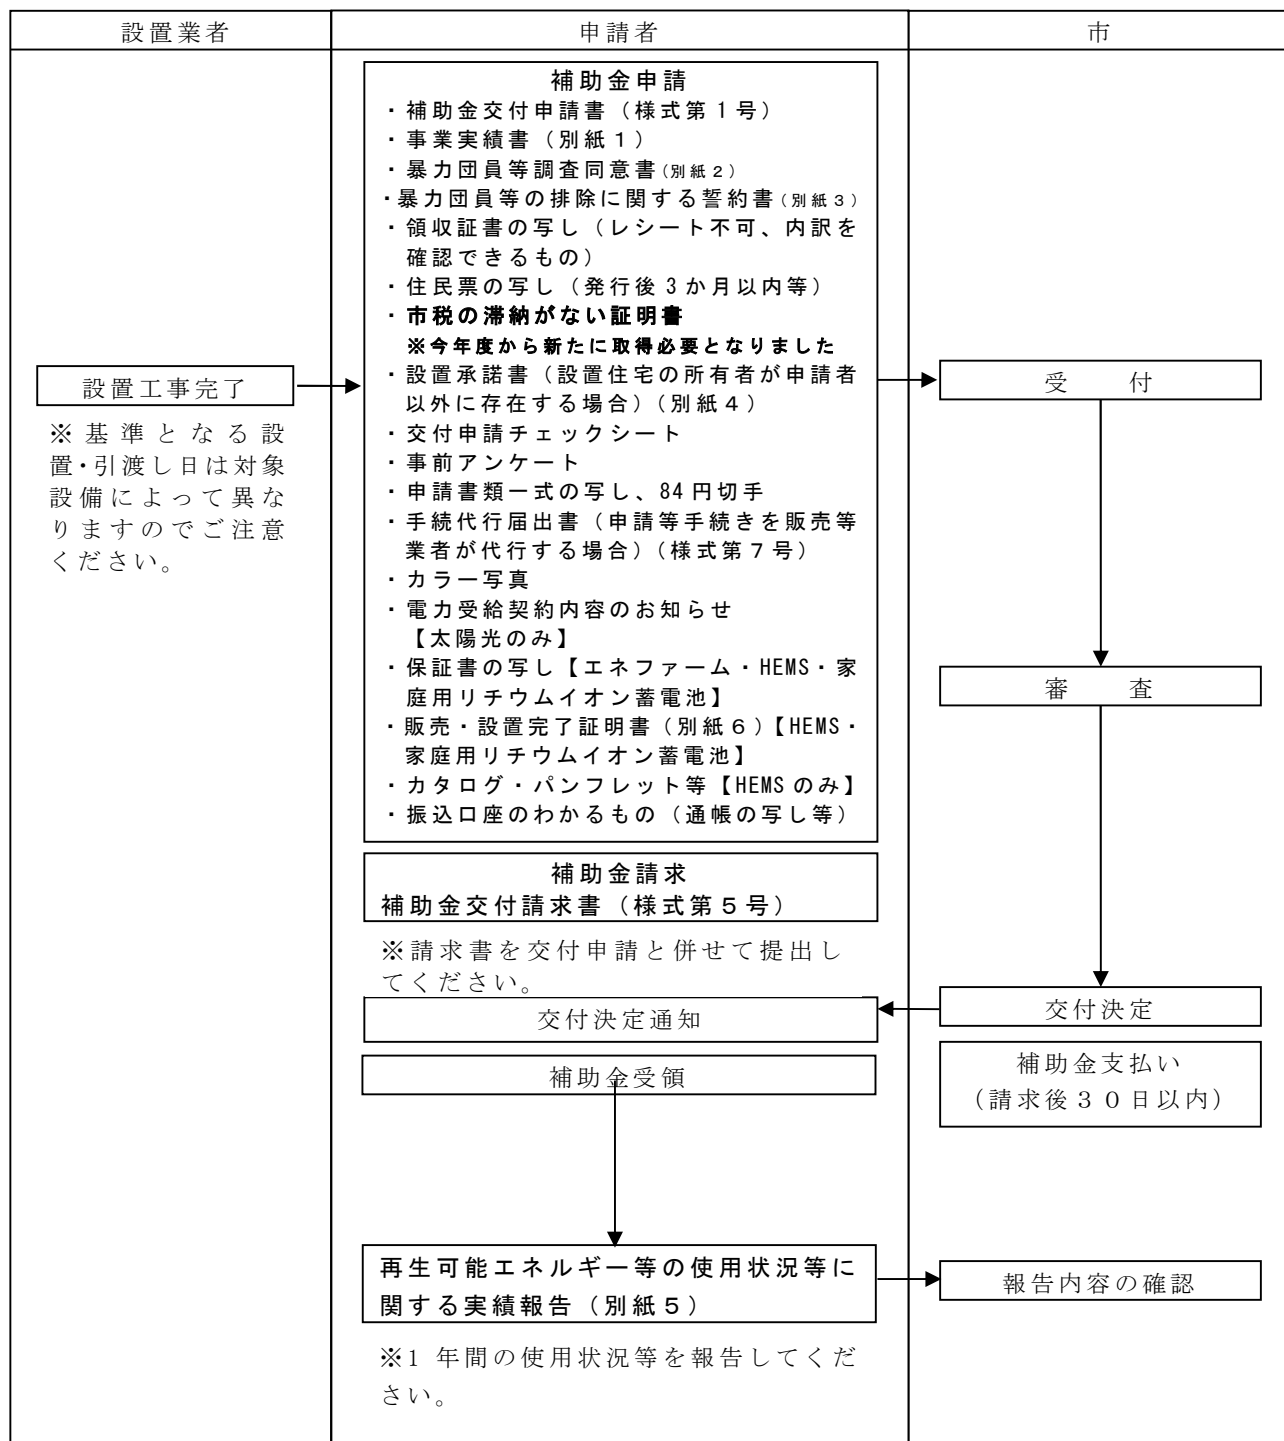 設置業者
申請者
市
補助金申請
・補助金交付申請書（様式第１号）
・事業実績書（別紙１）
・暴力団員等調査同意書（別紙２）
・暴力団員等の排除に関する誓約書（別紙３）
・領収証書の写し（レシート不可、内訳を
確認できるもの）
・住民票の写し（発行後３か月以内等）
・市税の滞納がない証明書
※今年度から新たに取得必要となりました
・設置承諾書（設置住宅の所有者が申請者
以外に存在する場合）（別紙４）
・交付申請チェックシート
・事前アンケート
・申請書類一式の写し、84円切手
・手続代行届出書（申請等手続きを販売等
業者が代行する場合）（様式第７号）
・カラー写真
・電力受給契約内容のお知らせ
【太陽光のみ】
・保証書の写し【エネファーム・HEMS・家
庭用リチウムイオン蓄電池】
・販売・設置完了証明書（別紙６）【HEMS・
家庭用リチウムイオン蓄電池】
・カタログ・パンフレット等【HEMSのみ】
・振込口座のわかるもの（通帳の写し等）
設置工事完了
※基準となる設
置・引渡し日は対象
設備によって異な
りますのでご注意
ください。
受　　付
審　　査
補助金請求
補助金交付請求書（様式第５号）
※請求書を交付申請と併せて提出し
てください。
交付決定
交付決定通知
補助金支払い
（請求後３０日以内）
補助金受領
再生可能エネルギー等の使用状況等に
関する実績報告（別紙５）
報告内容の確認
※1 年間の使用状況等を報告してくだ
さい。